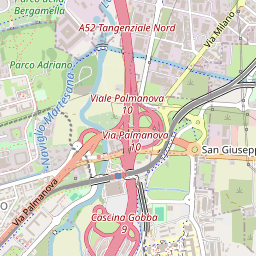 Parco della
Bergamella
A52 Tangenziale Nord
Via Milano
Parco Adriano
Naviglio Martesana
Viale Palmanova
10
Via Palmanova
10
San Giusepp
Via Palmanova
O
Cascina Gobba
9